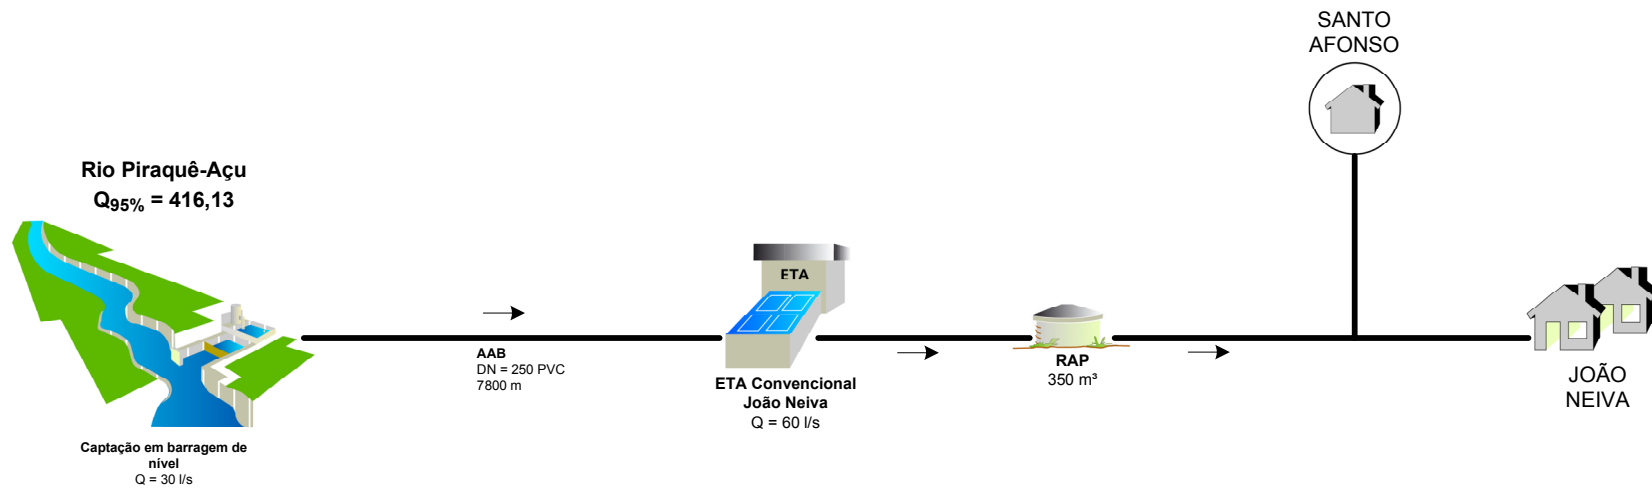 SANTO
AFONSO
Rio Piraquê-Açu
Q95% = 416,13
ETA
AAB
DN = 250 PVC
7800 m
ETA Convencional
João Neiva
Q = 60 l/s
RAP
350 m³
JOÃO
NEIVA
Captação em barragem de
nível
Q = 30 l/s